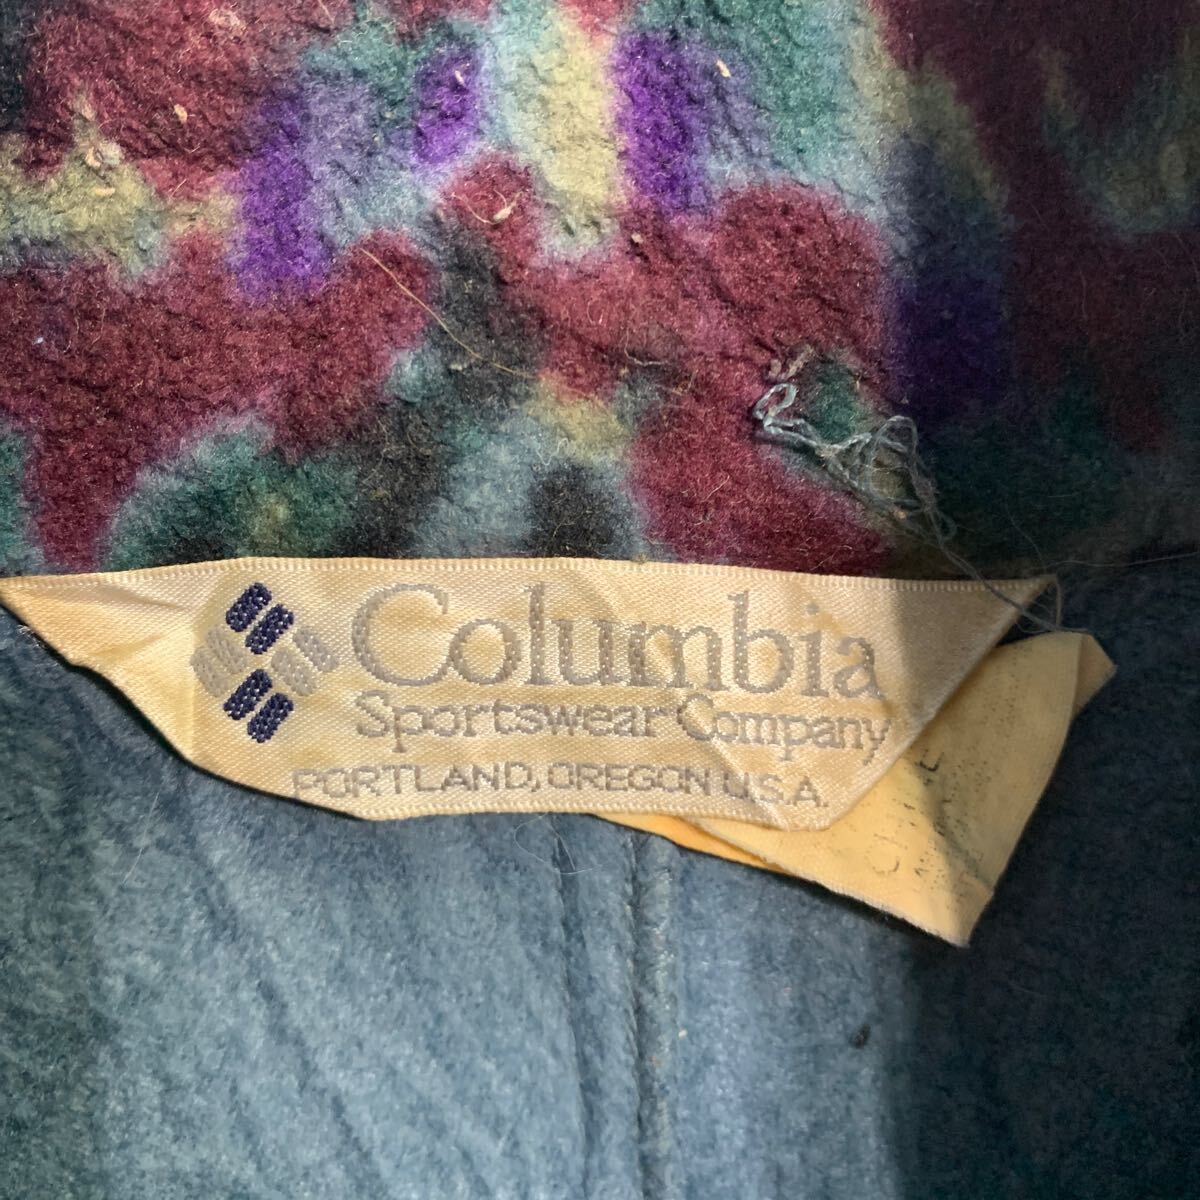 Columbia
Sportswear Company
PORTLAND, OREGON U.S.A.